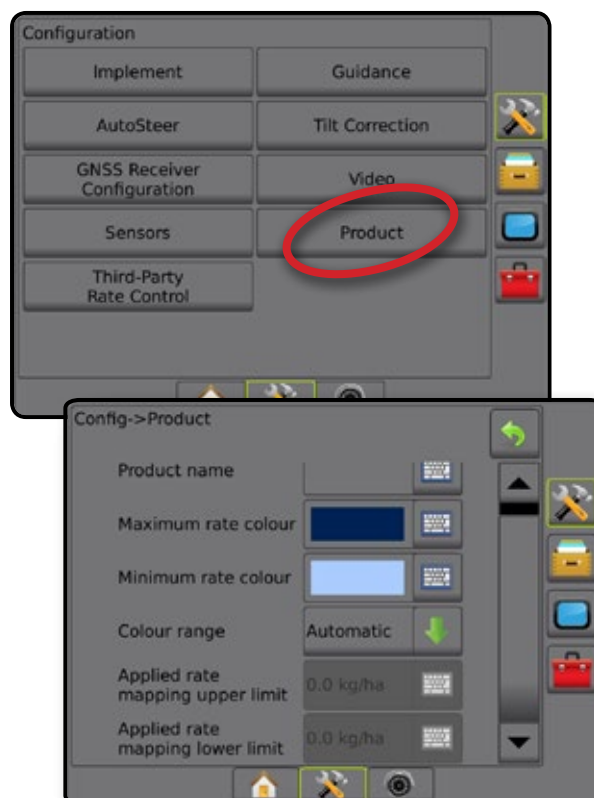 Configuration
Implement
Guidance
AutoSteer
Tilt Correction
GNSS Receiver
Configuration
Video
Sensors
Product
Third-Party
Rate Control
Config->Product
Product name
Maximum rate colour
Minimum rate colour
Colour range
Automatic
Applied rate
mapping upper limit
0.0 kg/ha
Applied rate
mapping lower limit
0.0 kg/ha